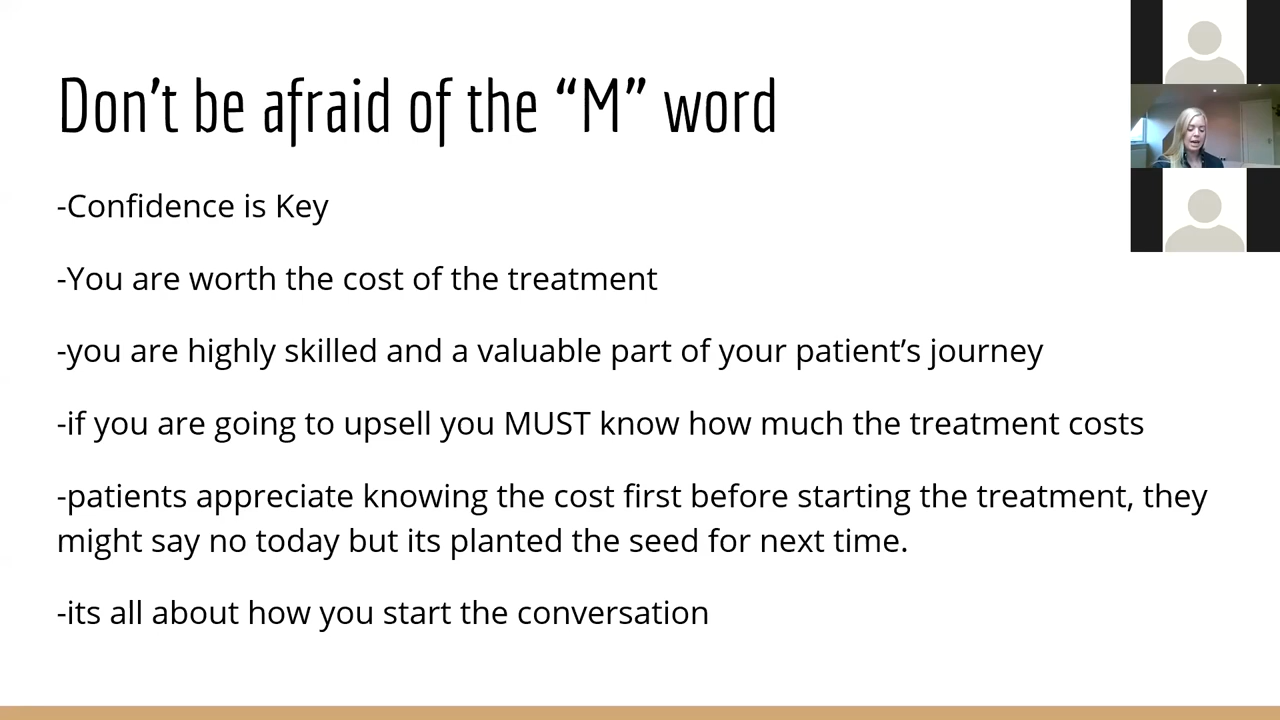 Don’t be afraid of the “M” word
-Confidence is Key
-You are worth the cost of the treatment
-you are highly skilled and a valuable part of your patient’s journey
-if you are going to upsell you MUST know how much the treatment costs
-patients appreciate knowing the cost first before starting the treatment, they
might say no today but its planted the seed for next time.
-its all about how you start the conversation